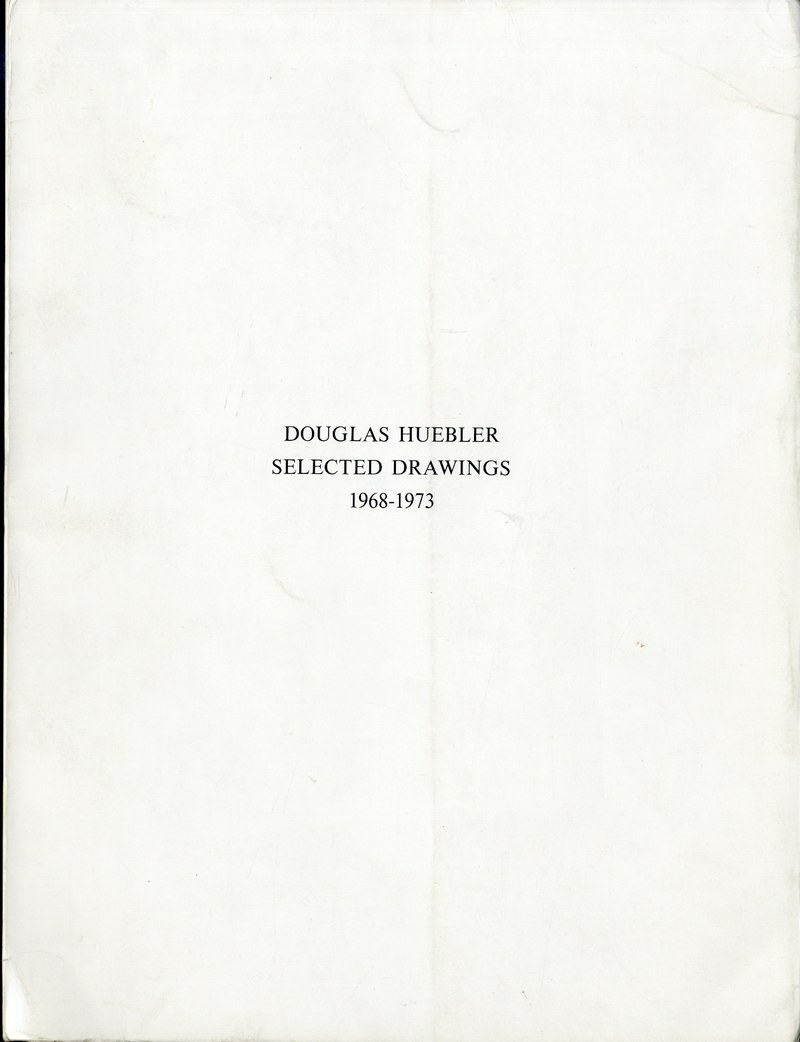 DOUGLAS HUEBLER
SELECTED DRAWINGS
1968-1973